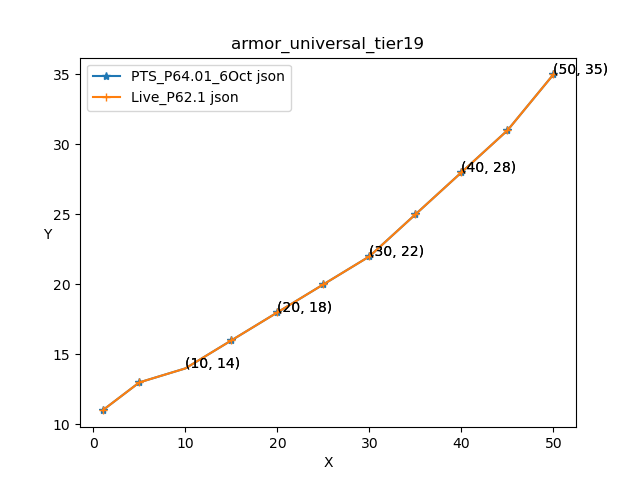 armor_universal_tier19
PTS_P64.01_6Oct json
Live_P62.1 json
35
30
25
20
15
10
Y
(50, 35)
(40, 28)
(30, 22)
(20, 18)
(10, 14)
0 10 20 30 40 50
X